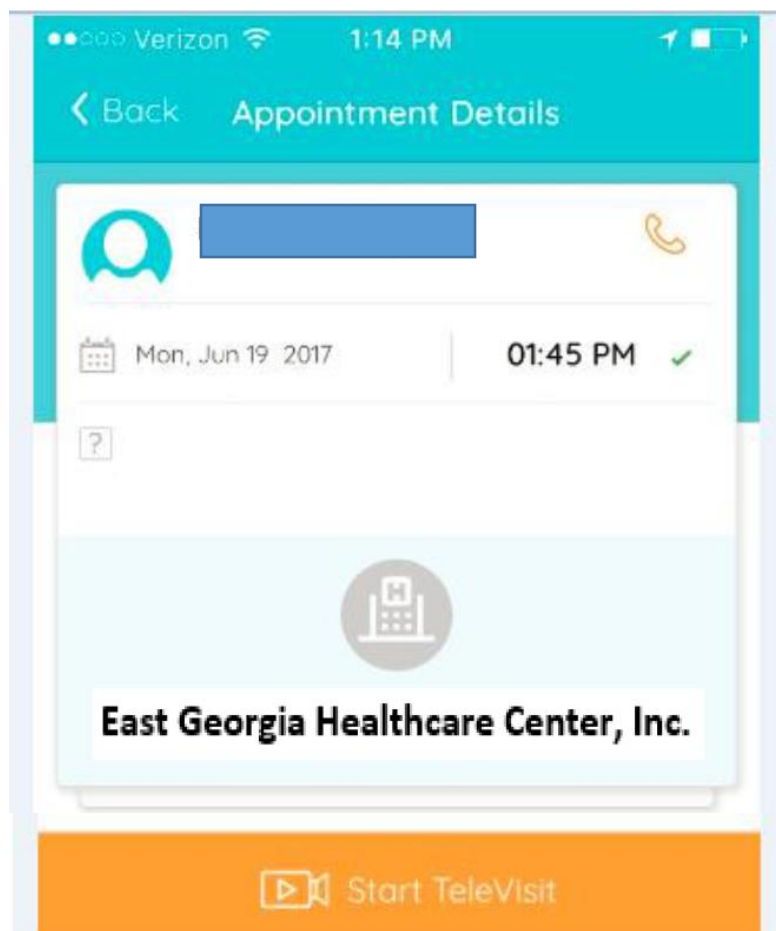 Verizon 1:14 PM
Back Appointment Details
Mon, Jun 19 2017 01:45 PM
?
H
East Georgia Healthcare Center, Inc.
Start TeleVisit